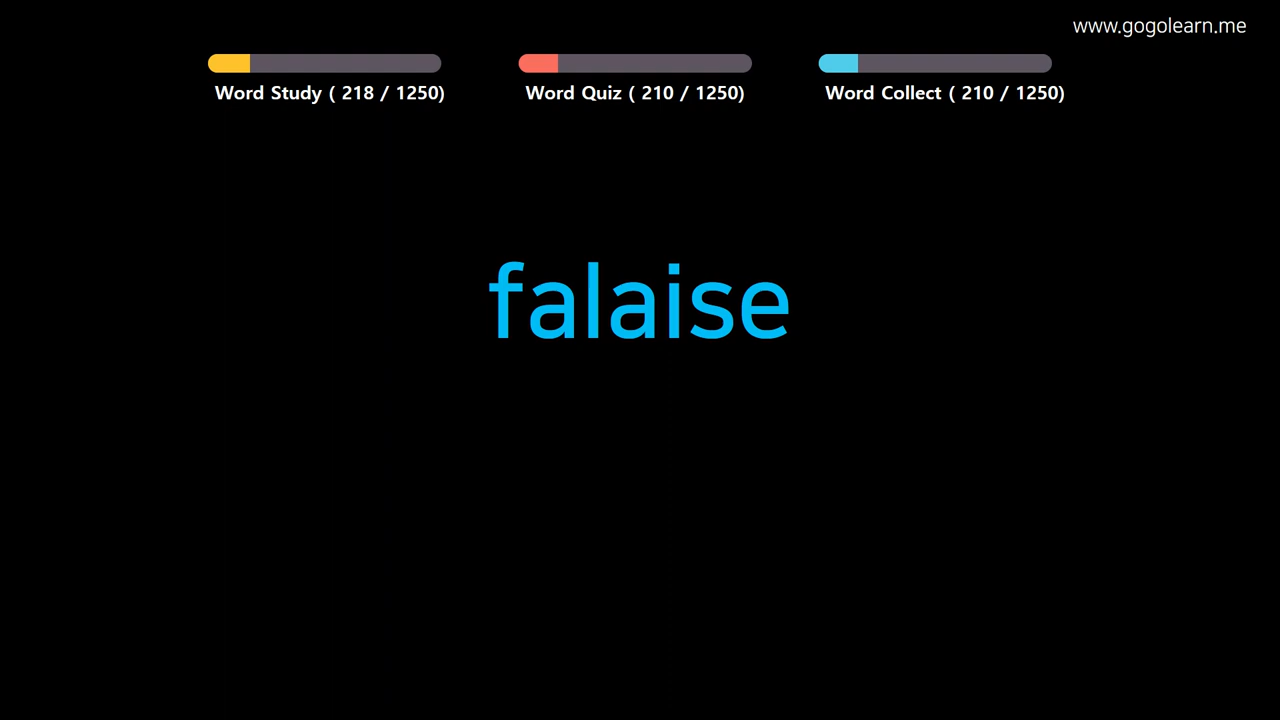 www.gogolearn.me
Word Study ( 218 / 1250)
Word Quiz ( 210 / 1250)
Word Collect ( 210 / 1250)
falaise